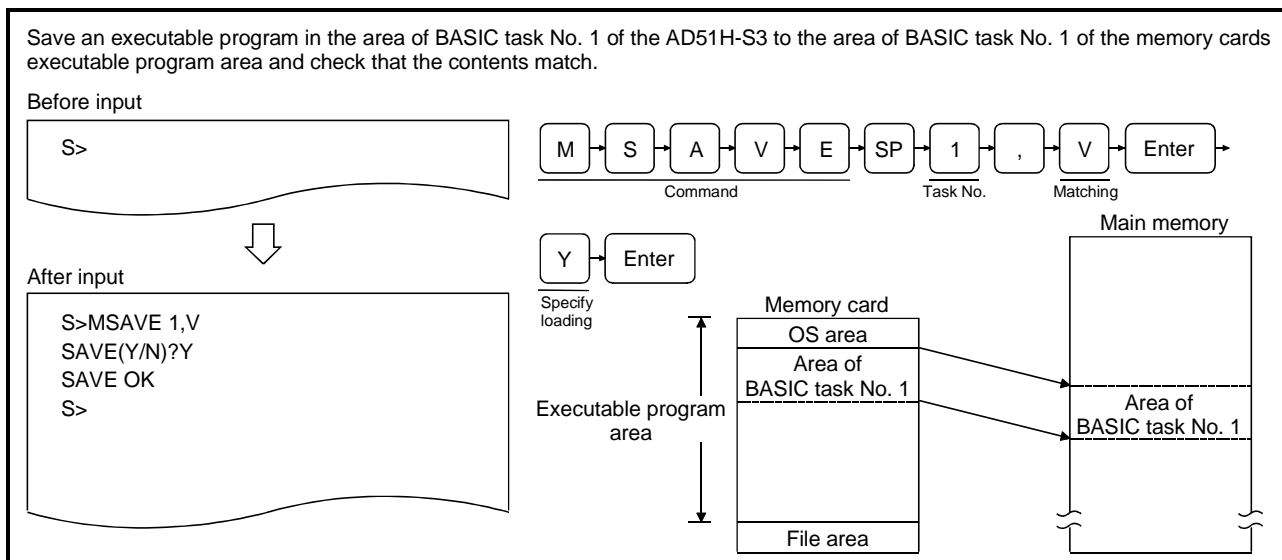 Save an executable program in the area of BASIC task No. 1 of the AD51H-S3 to the area of BASIC task No. 1 of the memory cards
executable program area and check that the contents match.
Before input
S>
M S A V E SP 1 , V Enter
Command Task No. Matching
After input
S>MSAVE 1,V
SAVE(Y/N)?Y
SAVE OK
S>
Y Enter
Specify
loading
Executable program
area
Memory card
OS area
Area of
BASIC task No. 1
File area
Main memory
Area of
BASIC task No. 1